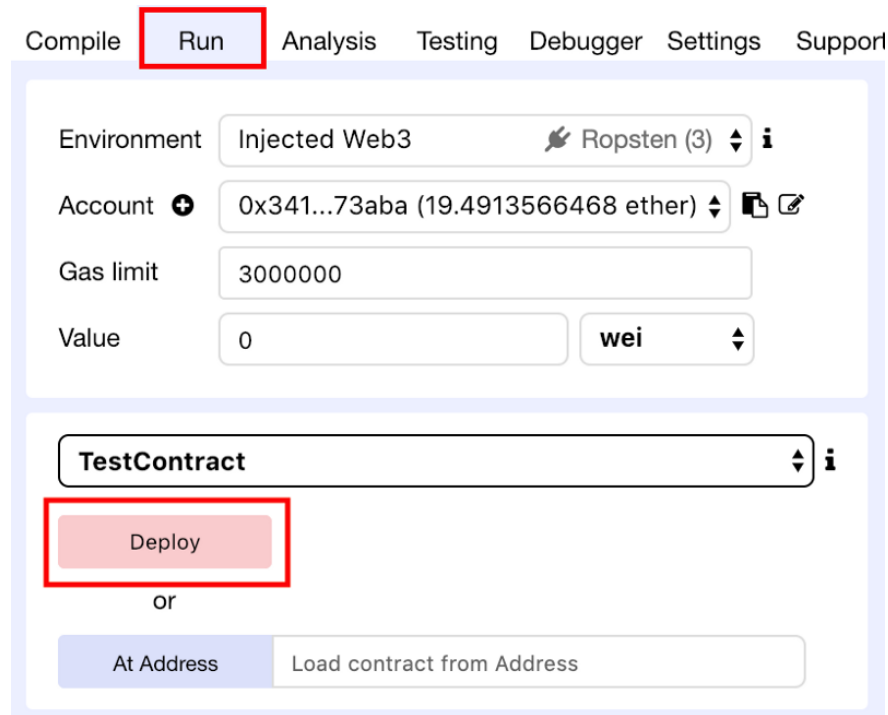 Compile Run Analysis Testing Debugger Settings Support
Environment Injected Web3 Ropsten (3) i
Account 0x341...73aba (19.4913566468 ether)
Gas limit 3000000
Value 0 wei
TestContract i
Deploy
or
At Address Load contract from Address